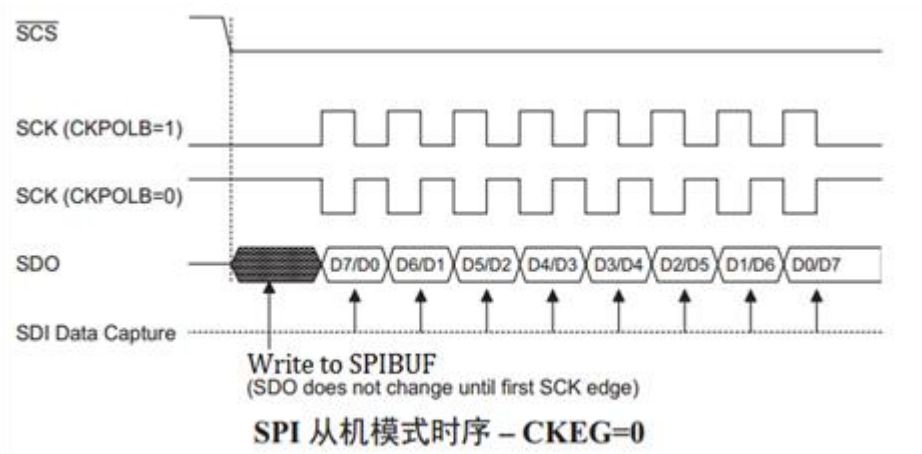 SCS
SCK (CKPOLB=1)
SCK (CKPOLB=0)
SDO D7/D0 D6/D1 D5/D2 D4/D3 D3/D4 D2/D5 D1/D6 D0/D7
SDI Data Capture
Write to SPIBUF
(SDO does not change until first SCK edge)
SPI 从机模式时序 – CKEG=0